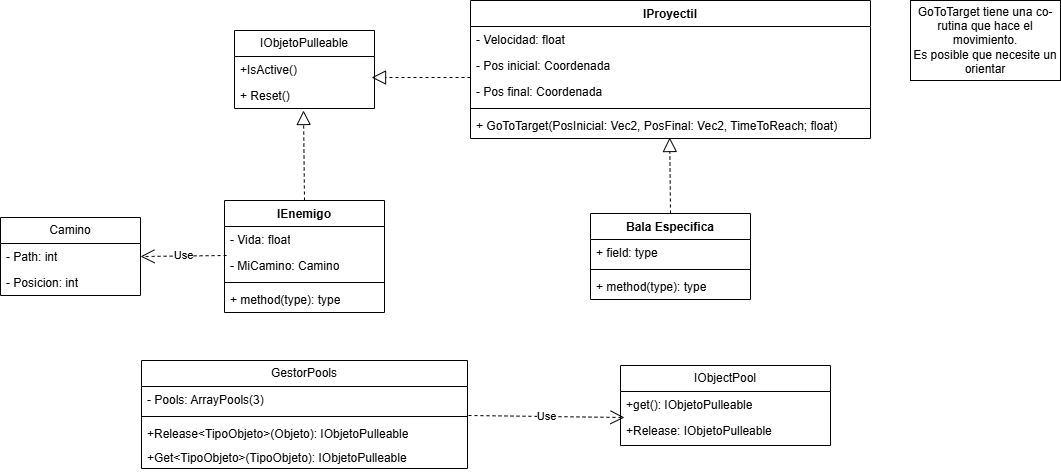 IObjetoPulleable
+IsActive()
+ Reset()
IProyectil
- Velocidad: float
- Pos inicial: Coordenada
- Pos final: Coordenada
+ GoToTarget(PosInicial: Vec2, PosFinal: Vec2, TimeToReach; float)
GoToTarget tiene una co-
rutina que hace el
movimiento.
Es posible que necesite un
orientar
Camino
- Path: int
- Posicion: int
Use
IEnemigo
- Vida: float
- MiCamino: Camino
+ method(type): type
Bala Especifica
+ field: type
+ method(type): type
GestorPools
- Pools: ArrayPools(3)
+Release<TipoObjeto>(Objeto): IObjetoPulleable
+Get<TipoObjeto>(TipoObjeto): IObjetoPulleable
Use
IObjectPool
+get(): IObjetoPulleable
+Release: IObjetoPulleable